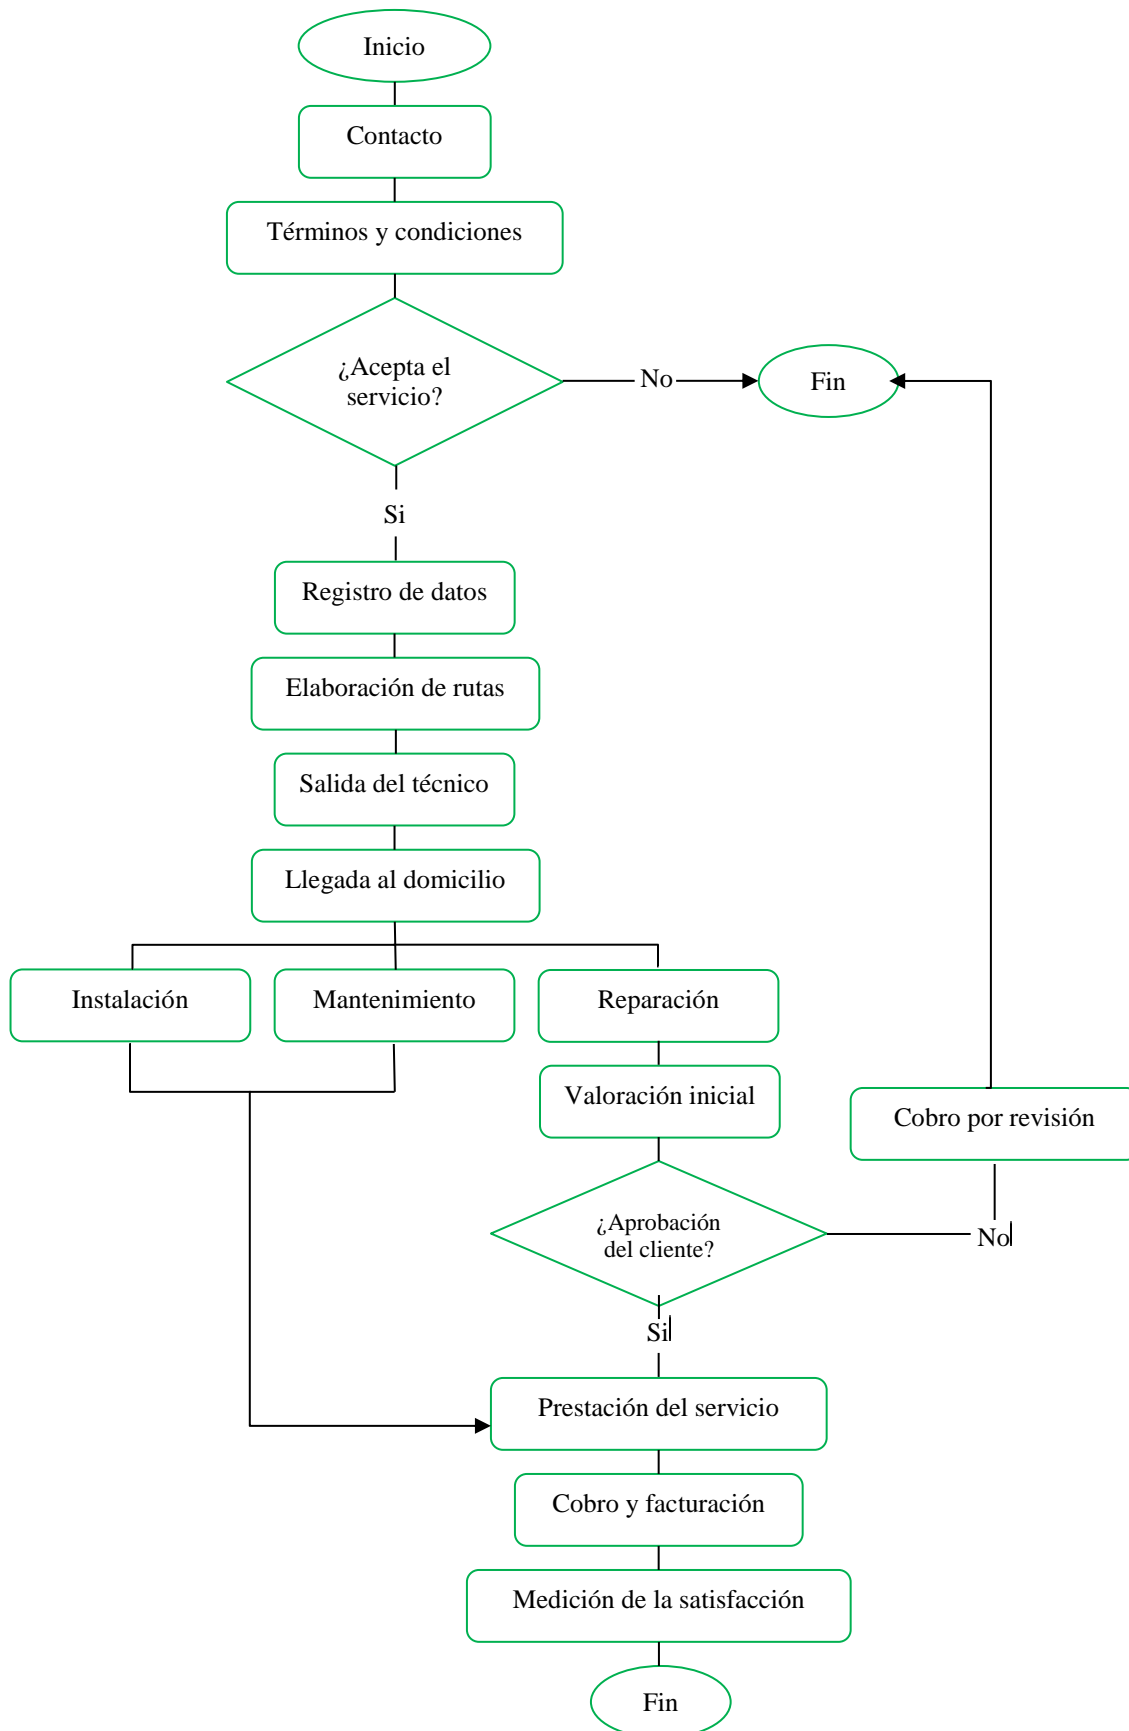 Inicio
Contacto
Términos y condiciones
¿Acepta el
servicio?
No
Fin
Si
Registro de datos
Elaboración de rutas
Salida del técnico
Llegada al domicilio
Instalación
Mantenimiento
Reparación
Valoración inicial
Cobro por revisión
¿Aprobación
del cliente?
No
Si
Prestación del servicio
Cobro y facturación
Medición de la satisfacción
Fin